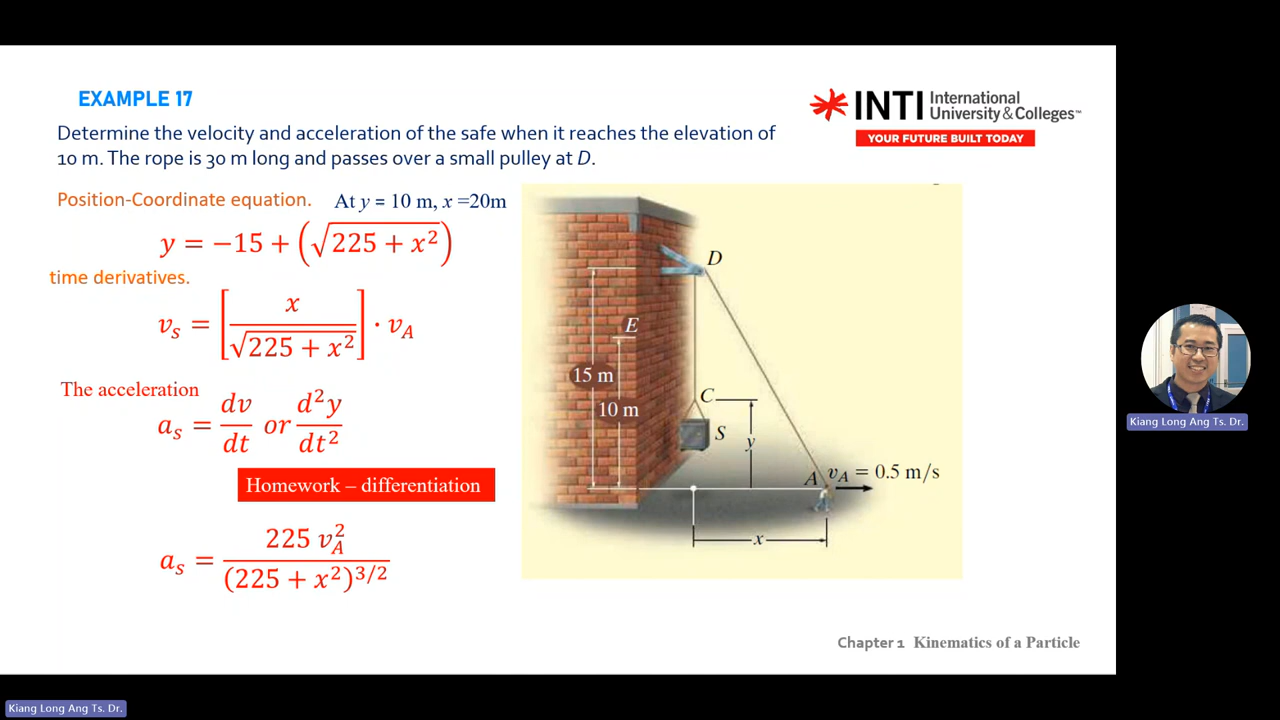 EXAMPLE 17
INTI International University & Colleges™
YOUR FUTURE BUILT TODAY
Determine the velocity and acceleration of the safe when it reaches the elevation of
10 m. The rope is 30 m long and passes over a small pulley at D.
Position-Coordinate equation. At y = 10 m, x =20m
y = −15 + (√(225 + x²))
time derivatives.
v_s = [x / √(225 + x²)] · v_A
The acceleration
a_s = dv/dt or d²y/dt²
Homework – differentiation
a_s = 225 v_A² / (225 + x²)^3/2
D
E
15 m
C
10 m
S
y
A v_A = 0.5 m/s
x
Chapter 1 Kinematics of a Particle
Kiang Long Ang Ts. Dr.
Kiang Long Ang Ts. Dr.